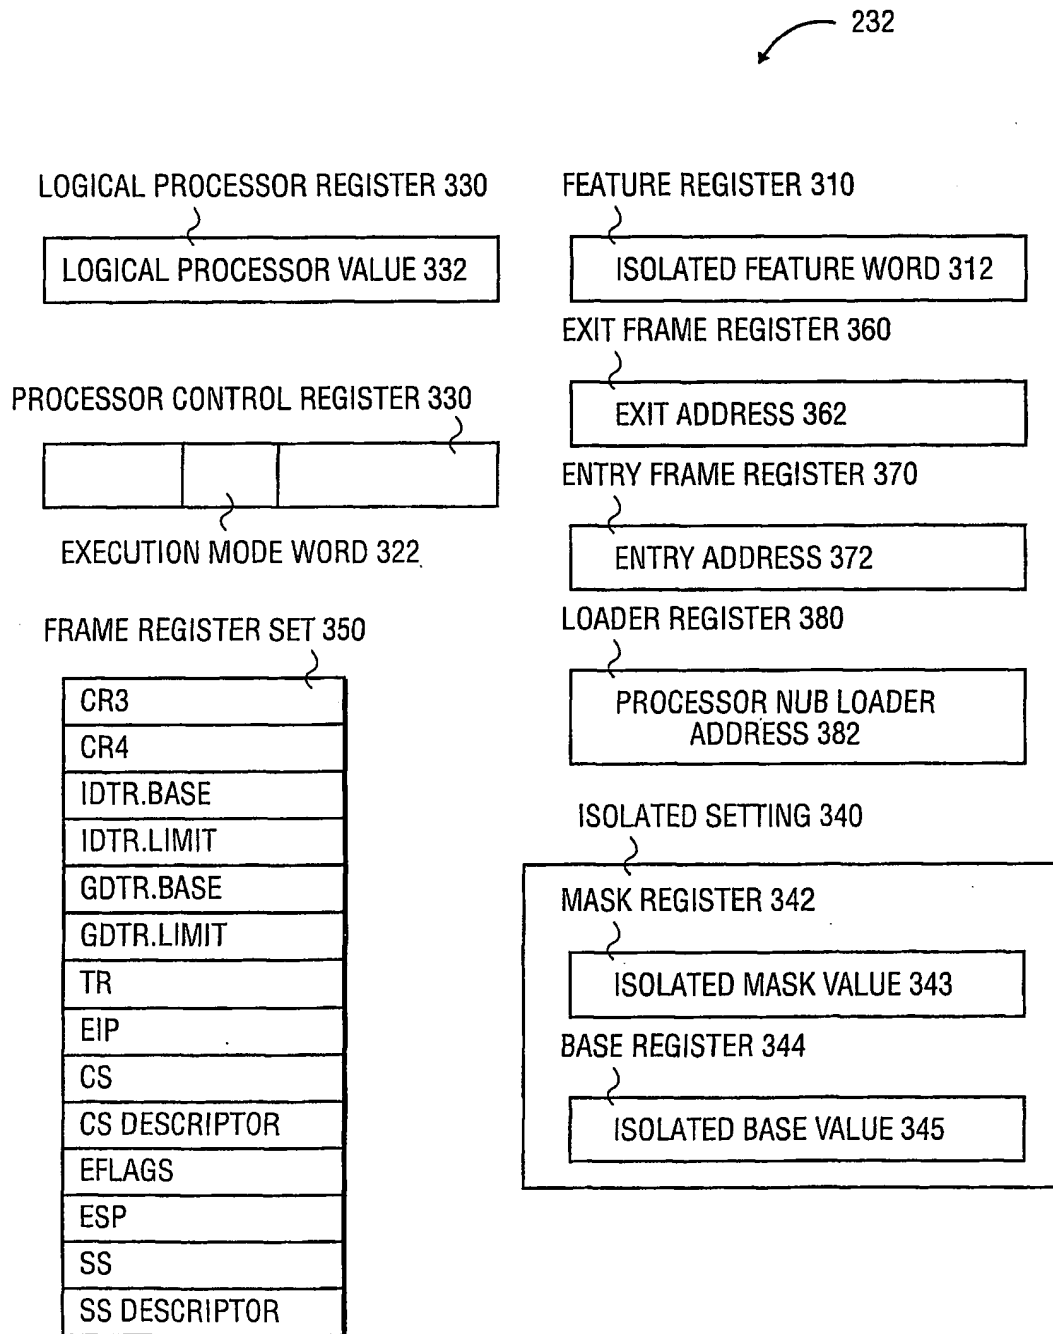 232
LOGICAL PROCESSOR REGISTER 330
LOGICAL PROCESSOR VALUE 332
PROCESSOR CONTROL REGISTER 330
EXECUTION MODE WORD 322
FRAME REGISTER SET 350
CR3
CR4
IDTR.BASE
IDTR.LIMIT
GDTR.BASE
GDTR.LIMIT
TR
EIP
CS
CS DESCRIPTOR
EFLAGS
ESP
SS
SS DESCRIPTOR
FEATURE REGISTER 310
ISOLATED FEATURE WORD 312
EXIT FRAME REGISTER 360
EXIT ADDRESS 362
ENTRY FRAME REGISTER 370
ENTRY ADDRESS 372
LOADER REGISTER 380
PROCESSOR NUB LOADER
ADDRESS 382
ISOLATED SETTING 340
MASK REGISTER 342
ISOLATED MASK VALUE 343
BASE REGISTER 344
ISOLATED BASE VALUE 345